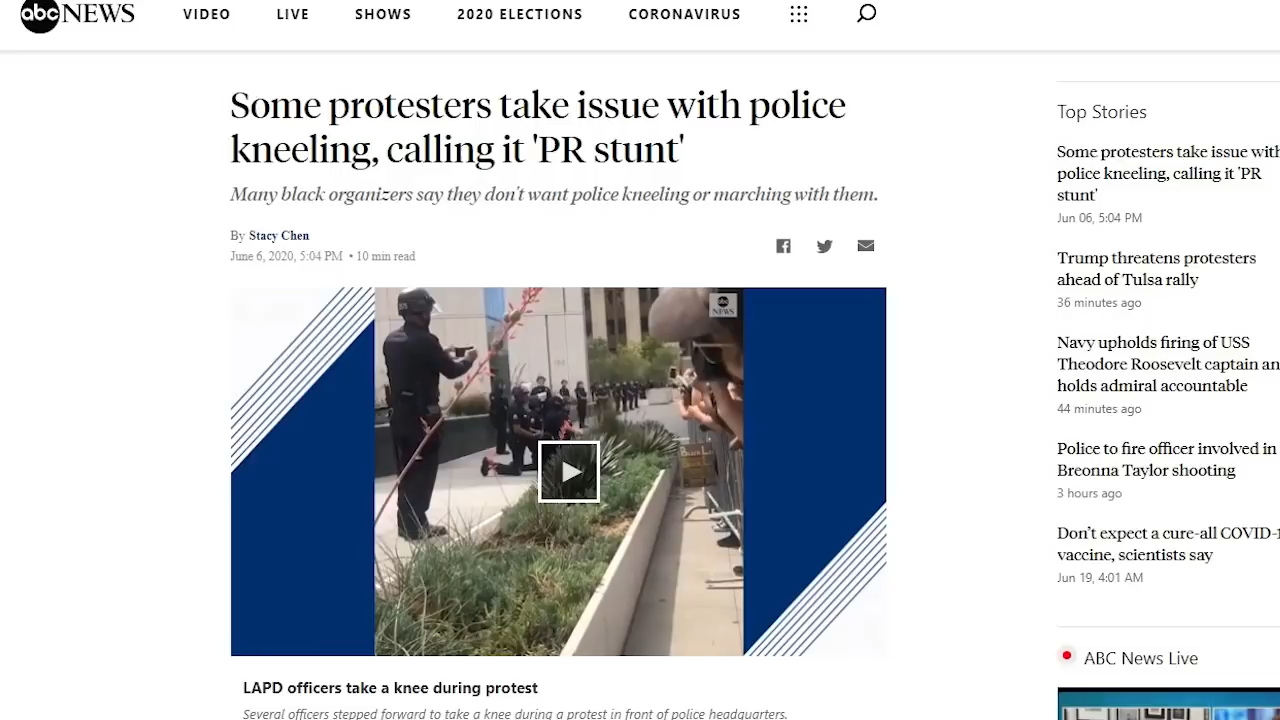 abc NEWS VIDEO LIVE SHOWS 2020 ELECTIONS CORONAVIRUS
Some protesters take issue with police
kneeling, calling it 'PR stunt'
Many black organizers say they don't want police kneeling or marching with them.
By Stacy Chen
June 6, 2020, 5:04 PM • 10 min read
abc
NEWS
LAPD officers take a knee during protest
Several officers stepped forward to take a knee during a protest in front of police headquarters.
Top Stories
Some protesters take issue with
police kneeling, calling it 'PR
stunt'
Jun 06, 5:04 PM
Trump threatens protesters
ahead of Tulsa rally
36 minutes ago
Navy upholds firing of USS
Theodore Roosevelt captain an
holds admiral accountable
44 minutes ago
Police to fire officer involved in
Breonna Taylor shooting
3 hours ago
Don't expect a cure-all COVID-1
vaccine, scientists say
Jun 19, 4:01 AM
ABC News Live